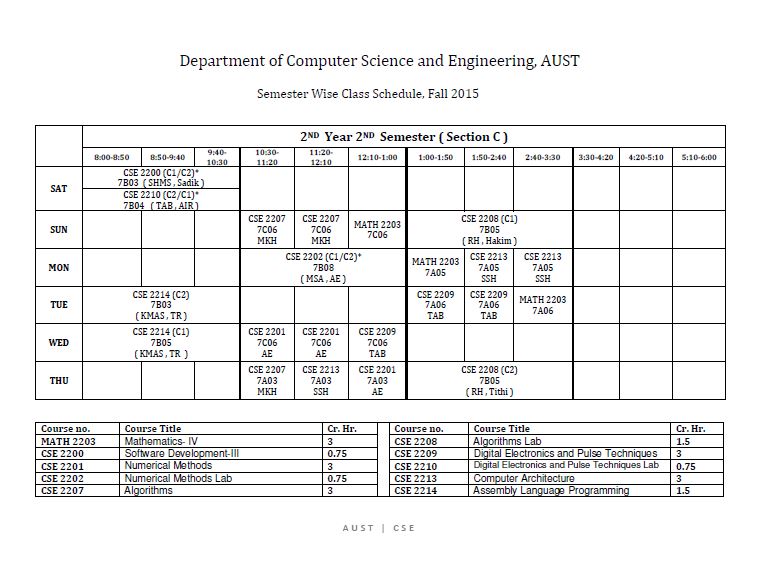 Department of Computer Science and Engineering, AUST
Semester Wise Class Schedule, Fall 2015
2ND Year 2ND Semester ( Section C )
8:00-8:50 8:50-9:40 9:40-10:30 10:30-11:20 11:20-12:10 12:10-1:00 1:00-1:50 1:50-2:40 2:40-3:30 3:30-4:20 4:20-5:10 5:10-6:00
SAT
CSE 2200 (C1/C2)*
7B03 ( SHMS, Sadik )
CSE 2210 (C2/C1)*
7B04 ( TAB, AIR )
SUN
CSE 2207 CSE 2207 MATH 2203 CSE 2208 (C1)
7C06 7C06 7C06 7B05
MKH MKH ( RH, Hakim )
MON
CSE 2202 (C1/C2)* MATH 2203 CSE 2213 CSE 2213
7B08 7A05 7A05 7A05
( MSA , AE ) SSH SSH
TUE
CSE 2214 (C2) CSE 2209 CSE 2209 MATH 2203
7B03 7A06 7A06 7A06
( KMAS , TR ) TAB TAB
WED
CSE 2214 (C1) CSE 2201 CSE 2201 CSE 2209
7B05 7C06 7C06 7C06
( KMAS, TR ) AE AE TAB
THU
CSE 2207 CSE 2213 CSE 2201 CSE 2208 (C2)
7A03 7A03 7A03 7B05
MKH SSH AE ( RH , Tithi )
Course no. Course Title Cr. Hr. Course no. Course Title Cr. Hr.
MATH 2203 Mathematics- IV 3 CSE 2208 Algorithms Lab 1.5
CSE 2200 Software Development-III 0.75 CSE 2209 Digital Electronics and Pulse Techniques 3
CSE 2201 Numerical Methods 3 CSE 2210 Digital Electronics and Pulse Techniques Lab 0.75
CSE 2202 Numerical Methods Lab 0.75 CSE 2213 Computer Architecture 3
CSE 2207 Algorithms 3 CSE 2214 Assembly Language Programming 1.5
AUST | CSE